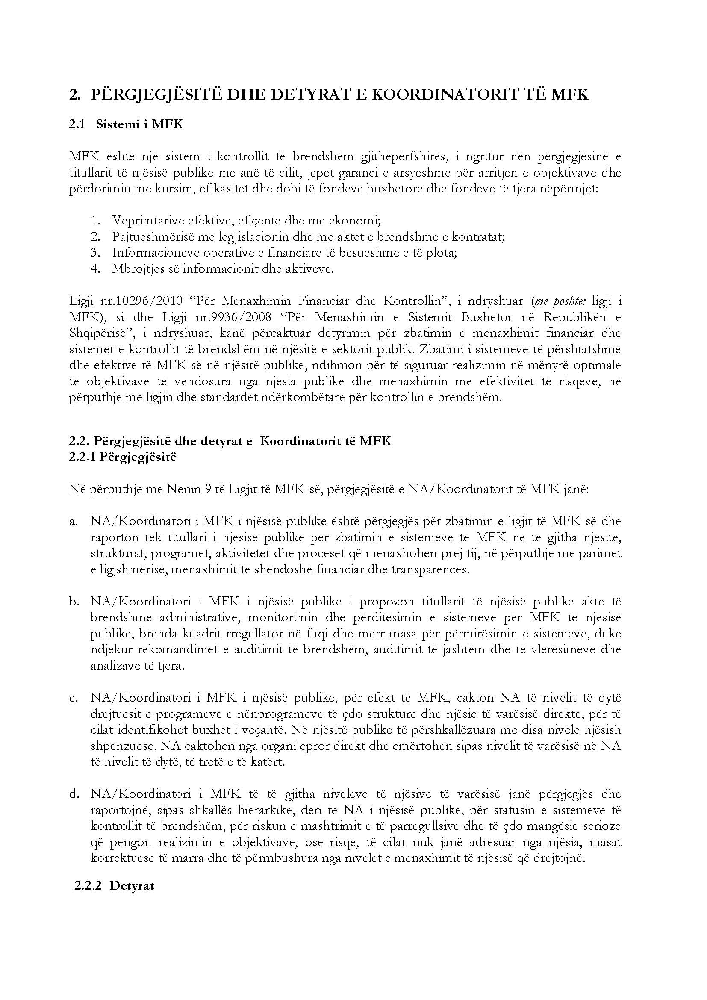 2. PËRGJEGJËSITË DHE DETYRAT E KOORDINATORIT TË MFK
2.1 Sistemi i MFK
MFK është një sistem i kontrollit të brendshëm gjithëpërfshirës, i ngritur nën përgjegjësinë e
titullarit të njësisë publike me anë të cilit, jepet garanci e arsyeshme për arritjen e objektivave dhe
përdorimin me kursim, efikasitet dhe dobi të fondeve buxhetore dhe fondeve të tjera nëpërmjet:
1. Veprimtarive efektive, efiçente dhe me ekonomi;
2. Pajtueshmërisë me legjislacionin dhe me aktet e brendshme e kontratat;
3. Informacioneve operative e financiare të besueshme e të plota;
4. Mbrojtjes së informacionit dhe aktiveve.
Ligji nr.10296/2010 “Për Menaxhimin Financiar dhe Kontrollin”, i ndryshuar (më poshtë: ligji i
MFK), si dhe Ligji nr.9936/2008 “Për Menaxhimin e Sistemit Buxhetor në Republikën e
Shqipërisë”, i ndryshuar, kanë përcaktuar detyrimin për zbatimin e menaxhimit financiar dhe
sistemet e kontrollit të brendshëm në njësitë e sektorit publik. Zbatimi i sistemeve të përshtatshme
dhe efektive të MFK-së në njësitë publike, ndihmon për të siguruar realizimin në mënyrë optimale
të objektivave të vendosura nga njësia publike dhe menaxhimin me efektivitet të risqeve, në
përputhje me ligjin dhe standardet ndërkombëtare për kontrollin e brendshëm.
2.2. Përgjegjësitë dhe detyrat e Koordinatorit të MFK
2.2.1 Përgjegjësitë
Në përputhje me Nenin 9 të Ligjit të MFK-së, përgjegjësitë e NA/Koordinatorit të MFK janë:
a. NA/Koordinatori i MFK i njësisë publike është përgjegjës për zbatimin e ligjit të MFK-së dhe
raporton tek titullari i njësisë publike për zbatimin e sistemeve të MFK në të gjitha njësitë,
strukturat, programet, aktivitetet dhe proceset që menaxhohen prej tij, në përputhje me parimet
e ligjshmërisë, menaxhimit të shëndoshë financiar dhe transparencës.
b. NA/Koordinatori i MFK i njësisë publike i propozon titullarit të njësisë publike akte të
brendshme administrative, monitorimin dhe përditësimin e sistemeve për MFK të njësisë
publike, brenda kuadrit rregullator në fuqi dhe merr masa për përmirësimin e sistemeve, duke
ndjekur rekomandimet e auditimit të brendshëm, auditimit të jashtëm dhe të vlerësimeve dhe
analizave të tjera.
c. NA/Koordinatori i MFK i njësisë publike, për efekt të MFK, cakton NA të nivelit të dytë
drejtuesit e programeve e nënprogrameve të çdo strukture dhe njësie të varësisë direkte, për të
cilat identifikohet buxhet i veçantë. Në njësitë publike të përshkallëzuara me disa nivele njësish
shpenzuese, NA caktohen nga organi epror direkt dhe emërtohen sipas nivelit të varësisë në NA
të nivelit të dytë, të tretë e të katërt.
d. NA/Koordinatori i MFK të të gjitha niveleve të njësive të varësisë janë përgjegjës dhe
raportojnë, sipas shkallës hierarkike, deri te NA i njësisë publike, për statusin e sistemeve të
kontrollit të brendshëm, për riskun e mashtrimit e të parregullsive dhe të çdo mangësie serioze
që pengon realizimin e objektivave, ose risqe, të cilat nuk janë adresuar nga njësia, masat
korrektuese të marra dhe të përmbushura nga nivelet e menaxhimit të njësisë që drejtojnë.
2.2.2 Detyrat